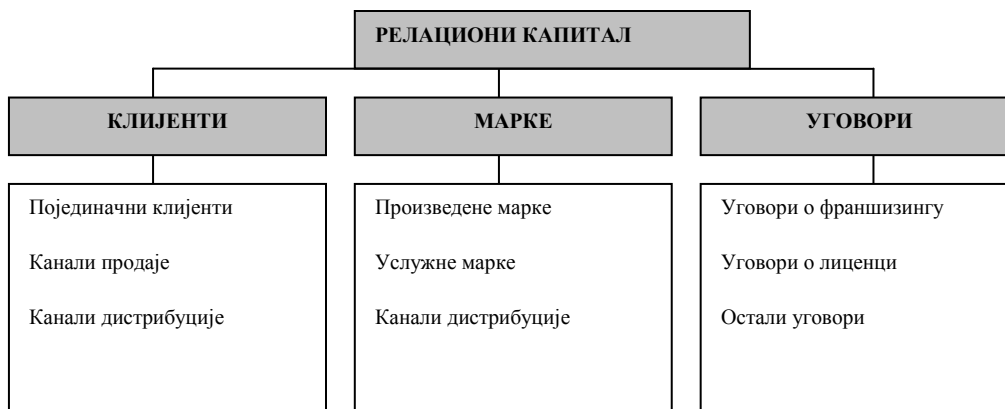 РЕЛАЦИОНИ КАПИТАЛ
КЛИЈЕНТИ
МАРКЕ
УГОВОРИ
Појединачни клијенти
Канали продаје
Канали дистрибуције
Произведене марке
Услужне марке
Канали дистрибуције
Уговори о франшизингу
Уговори о лиценци
Остали уговори